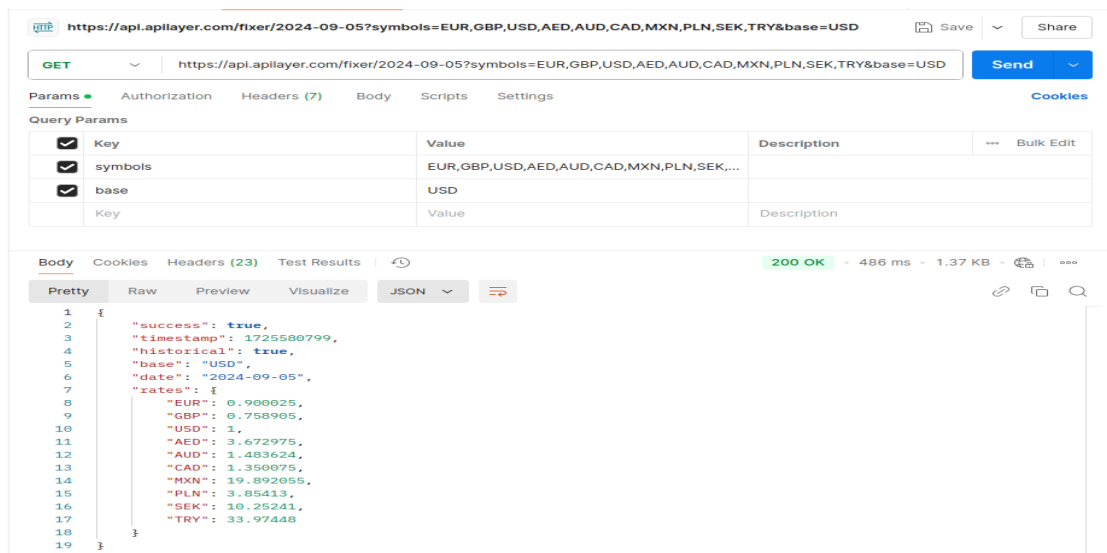 HTTP https://api.apilayer.com/fixer/2024-09-05?symbols=EUR,GBP,USD,AED,AUD,CAD,MXN,PLN,SEK,TRY&base=USD Save Share
GET https://api.apilayer.com/fixer/2024-09-05?symbols=EUR,GBP,USD,AED,AUD,CAD,MXN,PLN,SEK,TRY&base=USD Send
Params Authorization Headers (7) Body Scripts Settings Cookies
Query Params
Key Value Description ••• Bulk Edit
symbols EUR,GBP,USD,AED,AUD,CAD,MXN,PLN,SEK,...
base USD
Key Value Description
Body Cookies Headers (23) Test Results 200 OK 486 ms 1.37 KB •••
Pretty Raw Preview Visualize JSON
1 {
2 "success": true,
3 "timestamp": 1725580799,
4 "historical": true,
5 "base": "USD",
6 "date": "2024-09-05",
7 "rates": {
8 "EUR": 0.900025,
9 "GBP": 0.758905,
10 "USD": 1,
11 "AED": 3.672975,
12 "AUD": 1.483624,
13 "CAD": 1.350075,
14 "MXN": 19.892055,
15 "PLN": 3.85413,
16 "SEK": 10.25241,
17 "TRY": 33.97448
18 }
19 }